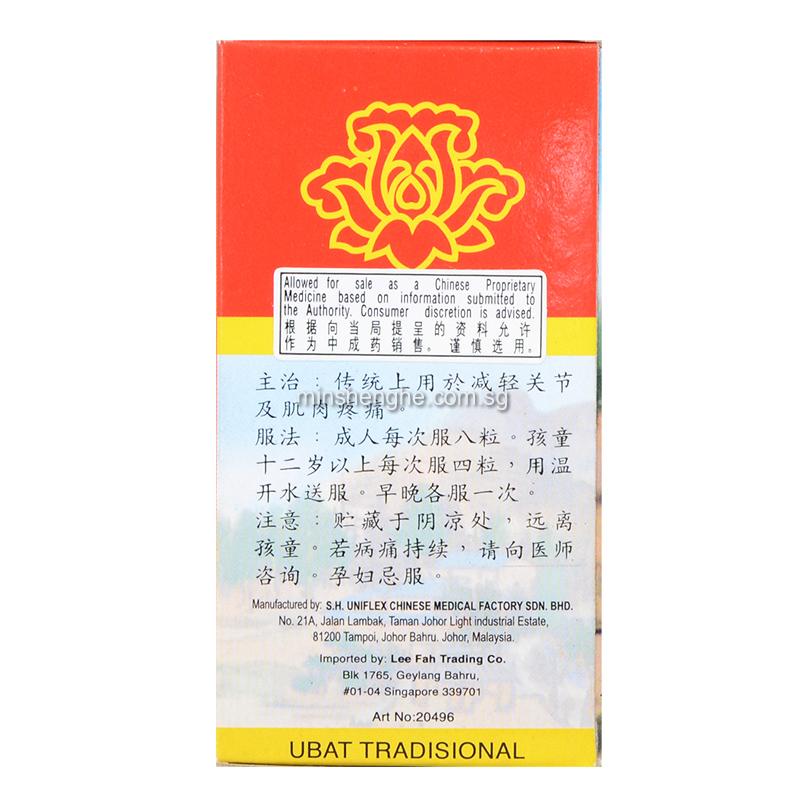 Allowed for sale as a Chinese Proprietary
Medicine based on information submitted to
the Authority. Consumer discretion is advised.
根据向当局提呈的资料允许
作为中成药销售。谨慎选用。
主治：传统上用於减轻关节
minshenghe.com.sg
及肌肉疼痛。
服法：成人每次服八粒。孩童
十二岁以上每次服四粒，用温
开水送服。早晚各服一次。
注意：贮藏于阴凉处，远离
孩童。若病痛持续，请向医师
咨询。孕妇忌服。
Manufactured by: S.H. UNIFLEX CHINESE MEDICAL FACTORY SDN. BHD.
No. 21A, Jalan Lambak, Taman Johor Light industrial Estate,
81200 Tampoi, Johor Bahru. Johor, Malaysia.
Imported by: Lee Fah Trading Co.
Blk 1765, Geylang Bahru,
#01-04 Singapore 339701
Art No:20496
UBAT TRADISIONAL